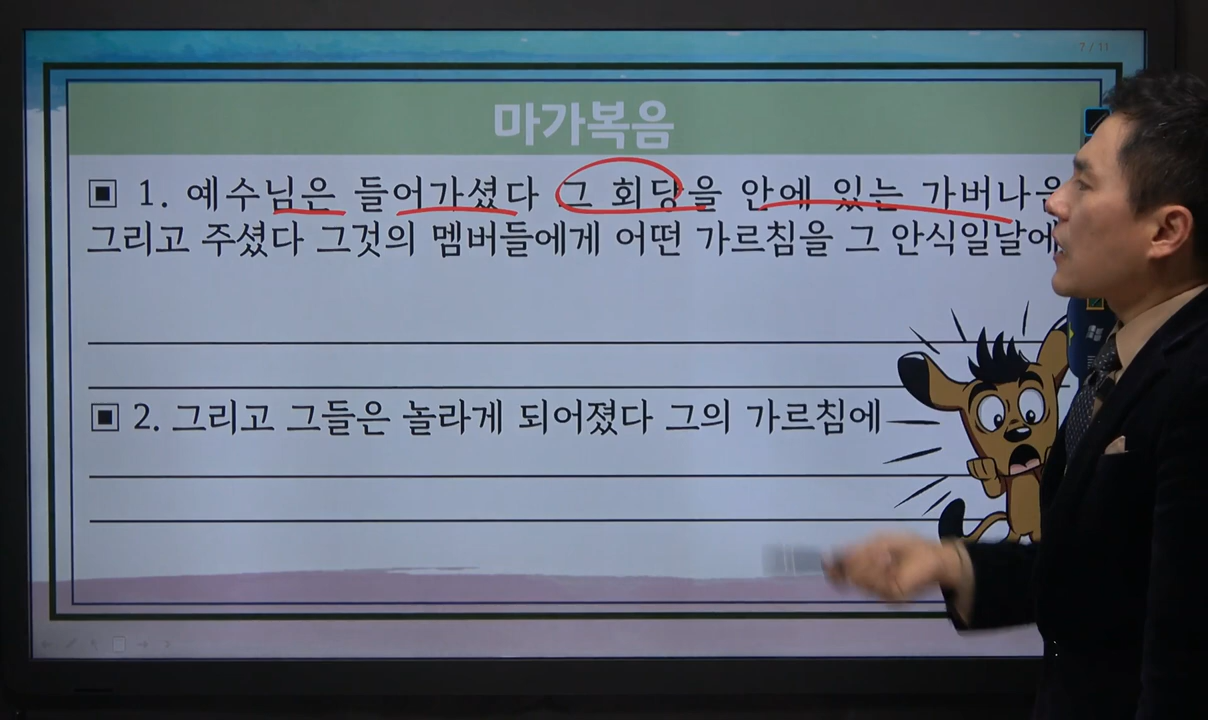 7 / 11
마가복음
▣ 1. 예수님은 들어가셨다 그 회당을 안에 있는 가버나움
그리고 주셨다 그것의 멤버들에게 어떤 가르침을 그 안식일날에
▣ 2. 그리고 그들은 놀라게 되어졌다 그의 가르침에